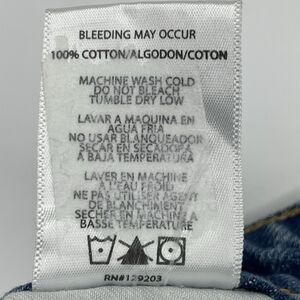 BLEEDING MAY OCCUR
100% COTTON/ALGODON/COTON
MACHINE WASH COLD
DO NOT BLEACH
TUMBLE DRY LOW
LAVAR A MAQUINA EN
AGUA FRIA
NO USAR BLANQUEADOR
SECAR EN SECADORA
A BAJA TEMPERATURA
LAVER EN MACHINE
A L'EAU FROID
NE PAS UTILISER AGENT
DE BLANCHIMENT
SECHER EN MACHINE A
BASSE TEMPERATURE
RN#129203